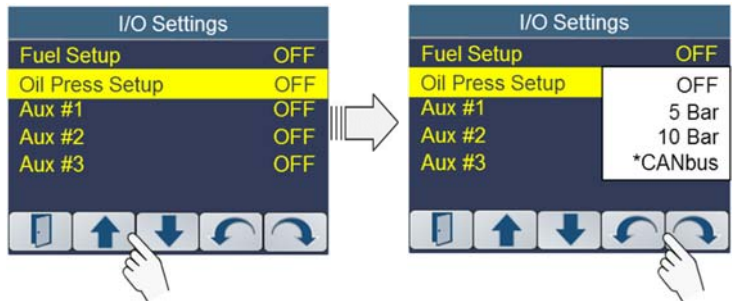 I/O Settings
Fuel Setup OFF
Oil Press Setup OFF
Aux #1 OFF
Aux #2 OFF
Aux #3 OFF
I/O Settings
Fuel Setup OFF
Oil Press Setup
Aux #1
Aux #2
Aux #3
OFF
5 Bar
10 Bar
*CANbus